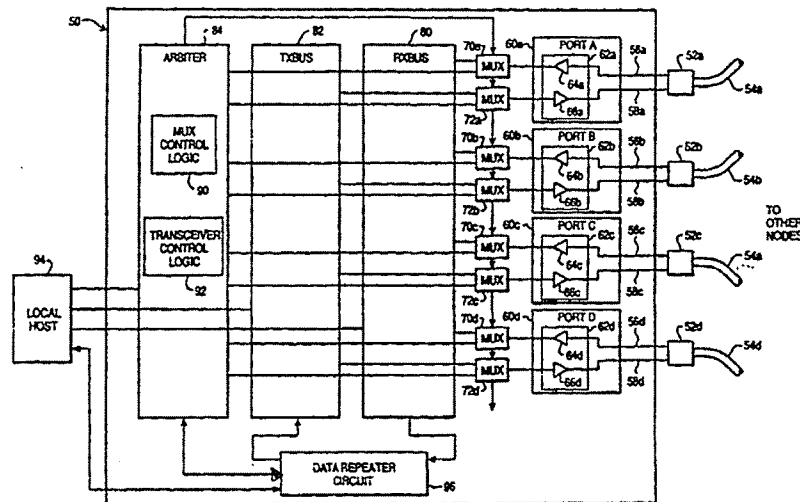 50
84
82
80
ARBITER
TXBUS
RXBUS
MUX CONTROL LOGIC
90
TRANSCEIVER CONTROL LOGIC
92
94
LOCAL HOST
DATA REPEATER CIRCUIT
96
70a
MUX
MUX
72a
60a
PORT A
62a
64a
66a
56a
58a
52a
54a
70b
MUX
MUX
72b
60b
PORT B
62b
64b
66b
56b
58b
52b
54b
70c
MUX
MUX
72c
60c
PORT C
62c
64c
66c
56c
58c
52c
54a
70d
MUX
MUX
72d
60d
PORT D
62d
64d
66d
56d
58d
52d
54d
TO OTHER NODES